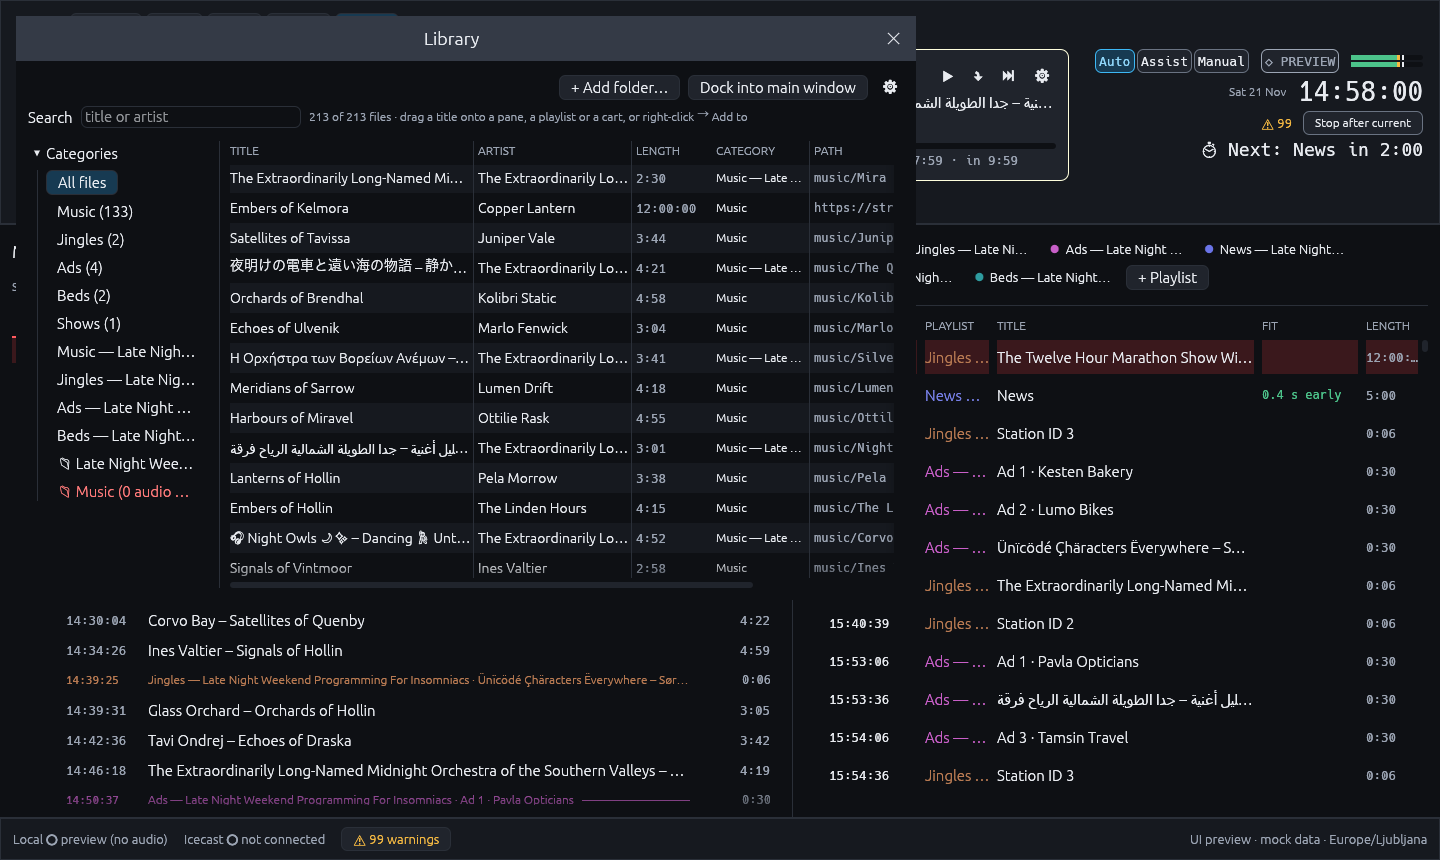 Library
+ Add folder…
Dock into main window
Search
title or artist
213 of 213 files · drag a title onto a pane, a playlist or a cart, or right-click → Add to
Categories
All files
Music (133)
Jingles (2)
Ads (4)
Beds (2)
Shows (1)
Music — Late Nigh…
Jingles — Late Nig…
Ads — Late Night …
Beds — Late Night…
Late Night Wee…
Music (0 audio …
TITLE ARTIST LENGTH CATEGORY PATH
The Extraordinarily Long-Named Mi… The Extraordinarily Lo… 2:30 Music — Late … music/Mira
Embers of Kelmora Copper Lantern 12:00:00 Music https://str
Satellites of Tavissa Juniper Vale 3:44 Music music/Junip
夜明けの電車と遠い海の物語 – 静か… The Extraordinarily Lo… 4:21 Music — Late … music/The Q
Orchards of Brendhal Kolibri Static 4:58 Music music/Kolib
Echoes of Ulvenik Marlo Fenwick 3:04 Music music/Marlo
Η Ορχήστρα των Βορείων Ανέμων –… The Extraordinarily Lo… 3:41 Music — Late … music/Silve
Meridians of Sarrow Lumen Drift 4:18 Music music/Lumen
Harbours of Miravel Ottilie Rask 4:55 Music music/Ottil
فرقة الرياح الشمالية الطويلة جدا – أغنية الليل… The Extraordinarily Lo… 3:01 Music — Late … music/Night
Lanterns of Hollin Pela Morrow 3:38 Music music/Pela
Embers of Hollin The Linden Hours 4:15 Music music/The L
🎧 Night Owls 🌙✨ – Dancing 💃 Unt… The Extraordinarily Lo… 4:52 Music — Late … music/Corvo
Signals of Vintmoor Ines Valtier 2:58 Music music/Ines
14:30:04 Corvo Bay – Satellites of Quenby 4:22
14:34:26 Ines Valtier – Signals of Hollin 4:59
14:39:25 Jingles — Late Night Weekend Programming For Insomniacs · Ünïcödé Çhäracters Ëverywhere – Sør… 0:06
14:39:31 Glass Orchard – Orchards of Hollin 3:05
14:42:36 Tavi Ondrej – Echoes of Draska 3:42
14:46:18 The Extraordinarily Long-Named Midnight Orchestra of the Southern Valleys – … 4:19
14:50:37 Ads — Late Night Weekend Programming For Insomniacs · Ad 1 · Pavla Opticians 0:30
الطويلة جدا – أغنية…
7:59 · in 9:59
Auto Assist Manual ◇ PREVIEW
Sat 21 Nov 14:58:00
⚠ 99 Stop after current
Next: News in 2:00
Jingles — Late Ni… Ads — Late Night … News — Late Night…
Nigh… Beds — Late Night… + Playlist
PLAYLIST TITLE FIT LENGTH
Jingles … The Twelve Hour Marathon Show Wi… 12:00:…
News … News 0.4 s early 5:00
Jingles … Station ID 3 0:06
Ads — … Ad 1 · Kesten Bakery 0:30
Ads — … Ad 2 · Lumo Bikes 0:30
Ads — … Ünïcödé Çhäracters Ëverywhere – S… 0:30
Jingles … The Extraordinarily Long-Named Mi… 0:06
15:40:39 Jingles … Station ID 2 0:06
15:53:06 Ads — … Ad 1 · Pavla Opticians 0:30
15:53:36 Ads — … فرقة الرياح الشمالية الطويلة جدا – أغنية الليل… 0:30
15:54:06 Ads — … Ad 3 · Tamsin Travel 0:30
15:54:36 Jingles … Station ID 3 0:06
Local preview (no audio) Icecast not connected ⚠ 99 warnings
UI preview · mock data · Europe/Ljubljana